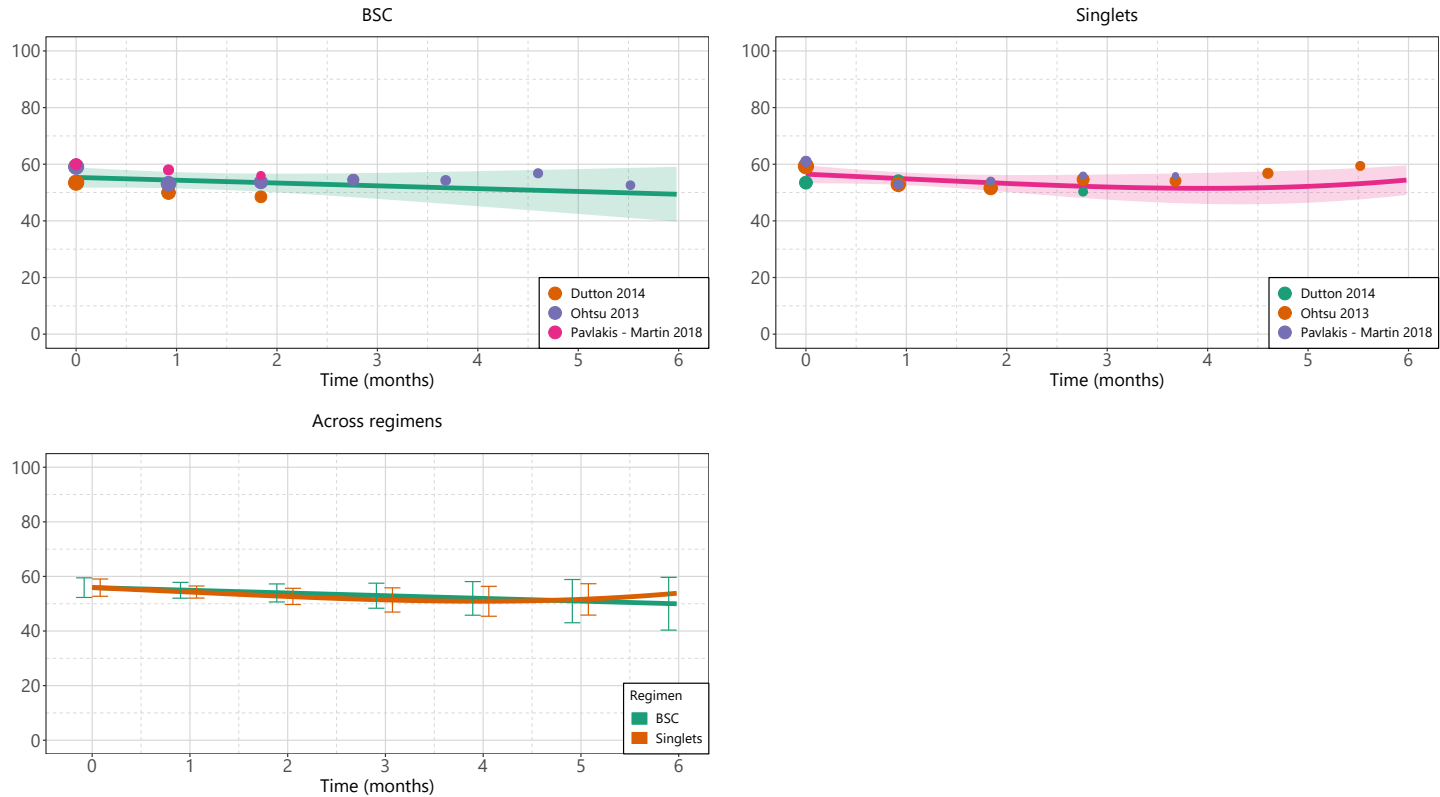 BSC
100
80
60
40
20
0
0 1 2 3 4 5 6
Time (months)
Dutton 2014
Ohtsu 2013
Pavlakis - Martin 2018
Singlets
100
80
60
40
20
0
0 1 2 3 4 5 6
Time (months)
Dutton 2014
Ohtsu 2013
Pavlakis - Martin 2018
Across regimens
100
80
60
40
20
0
0 1 2 3 4 5 6
Time (months)
Regimen
BSC
Singlets